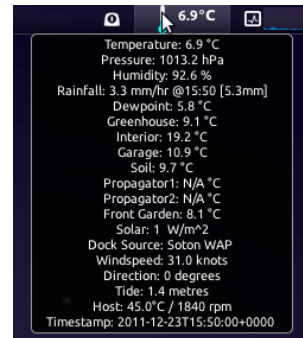 6.9°C
Temperature: 6.9 °C
Pressure: 1013.2 hPa
Humidity: 92.6 %
Rainfall: 3.3 mm/hr @15:50 [5.3mm]
Dewpoint: 5.8 °C
Greenhouse: 9.1 °C
Interior: 19.2 °C
Garage: 10.9 °C
Soil: 9.7 °C
Propagator1: N/A °C
Propagator2: N/A °C
Front Garden: 8.1 °C
Solar: 1 W/m^2
Dock Source: Soton WAP
Windspeed: 31.0 knots
Direction: 0 degrees
Tide: 1.4 metres
Host: 45.0°C / 1840 rpm
Timestamp: 2011-12-23T15:50:00+0000